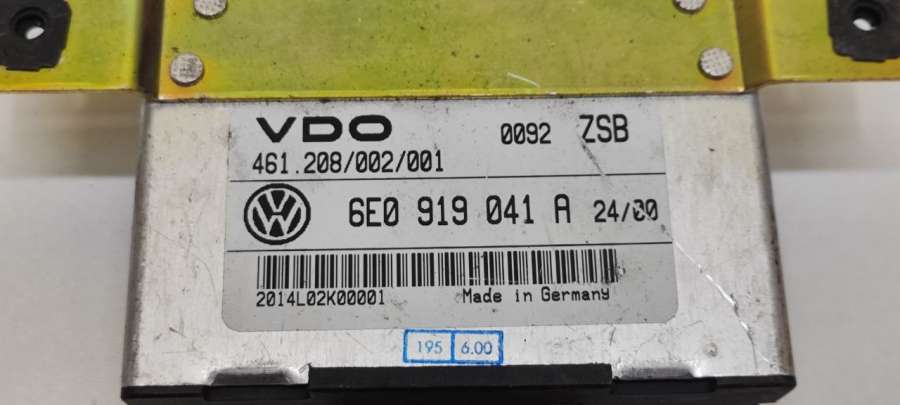 VDO 0092 ZSB
461.208/002/001
VW 6E0 919 041 A 24/00
2014L02K00001 Made in Germany
195 6.00